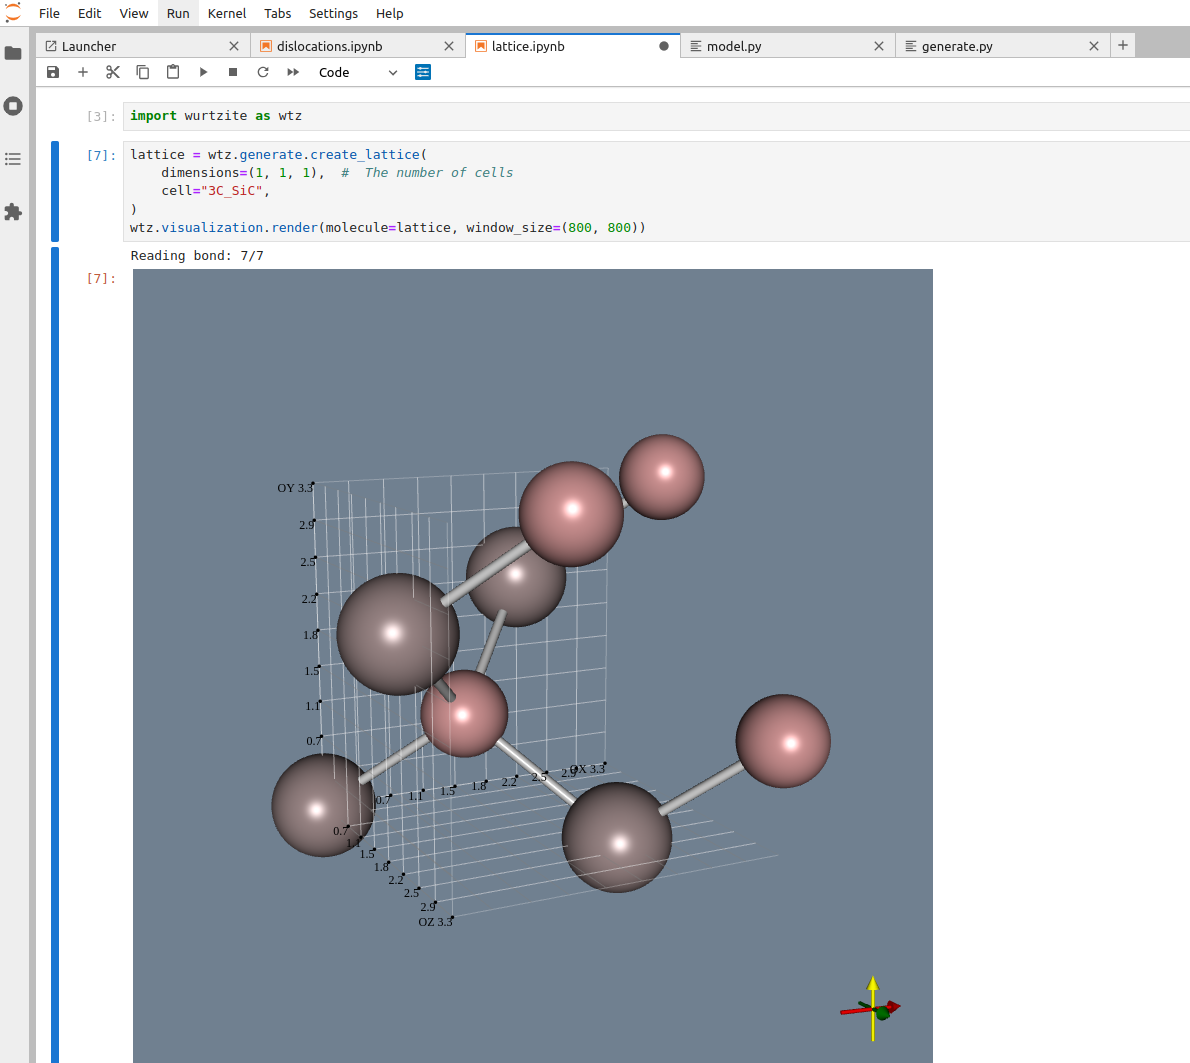 File Edit View Run Kernel Tabs Settings Help
Launcher dislocations.ipynb lattice.ipynb model.py generate.py
Code
[3]: import wurtzite as wtz
[7]: lattice = wtz.generate.create_lattice(
dimensions=(1, 1, 1),  #  The number of cells
cell="3C_SiC",
)
wtz.visualization.render(molecule=lattice, window_size=(800, 800))
Reading bond: 7/7
[7]:
OY 3.3
2.9
2.5
2.2
1.8
1.5
1.1
0.7
0.7 1.1 1.5 1.8 2.2 2.5 2.9 OX 3.3
0.7
1.1
1.5
1.8
2.2
2.5
2.9
OZ 3.3